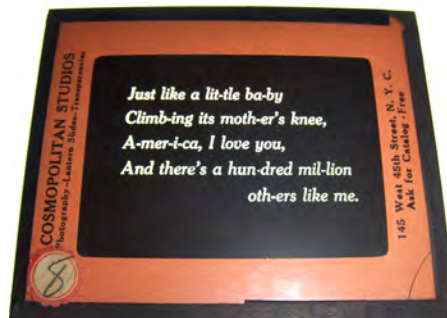 COSMOPOLITAN STUDIOS
Photography-Lantern Slides-Transparencies
Just like a lit-tle ba-by
Climb-ing its moth-er's knee,
A-mer-i-ca, I love you,
And there's a hun-dred mil-lion
oth-ers like me.
145 West 45th Street, N. Y. C.
Ask for Catalog - Free
8